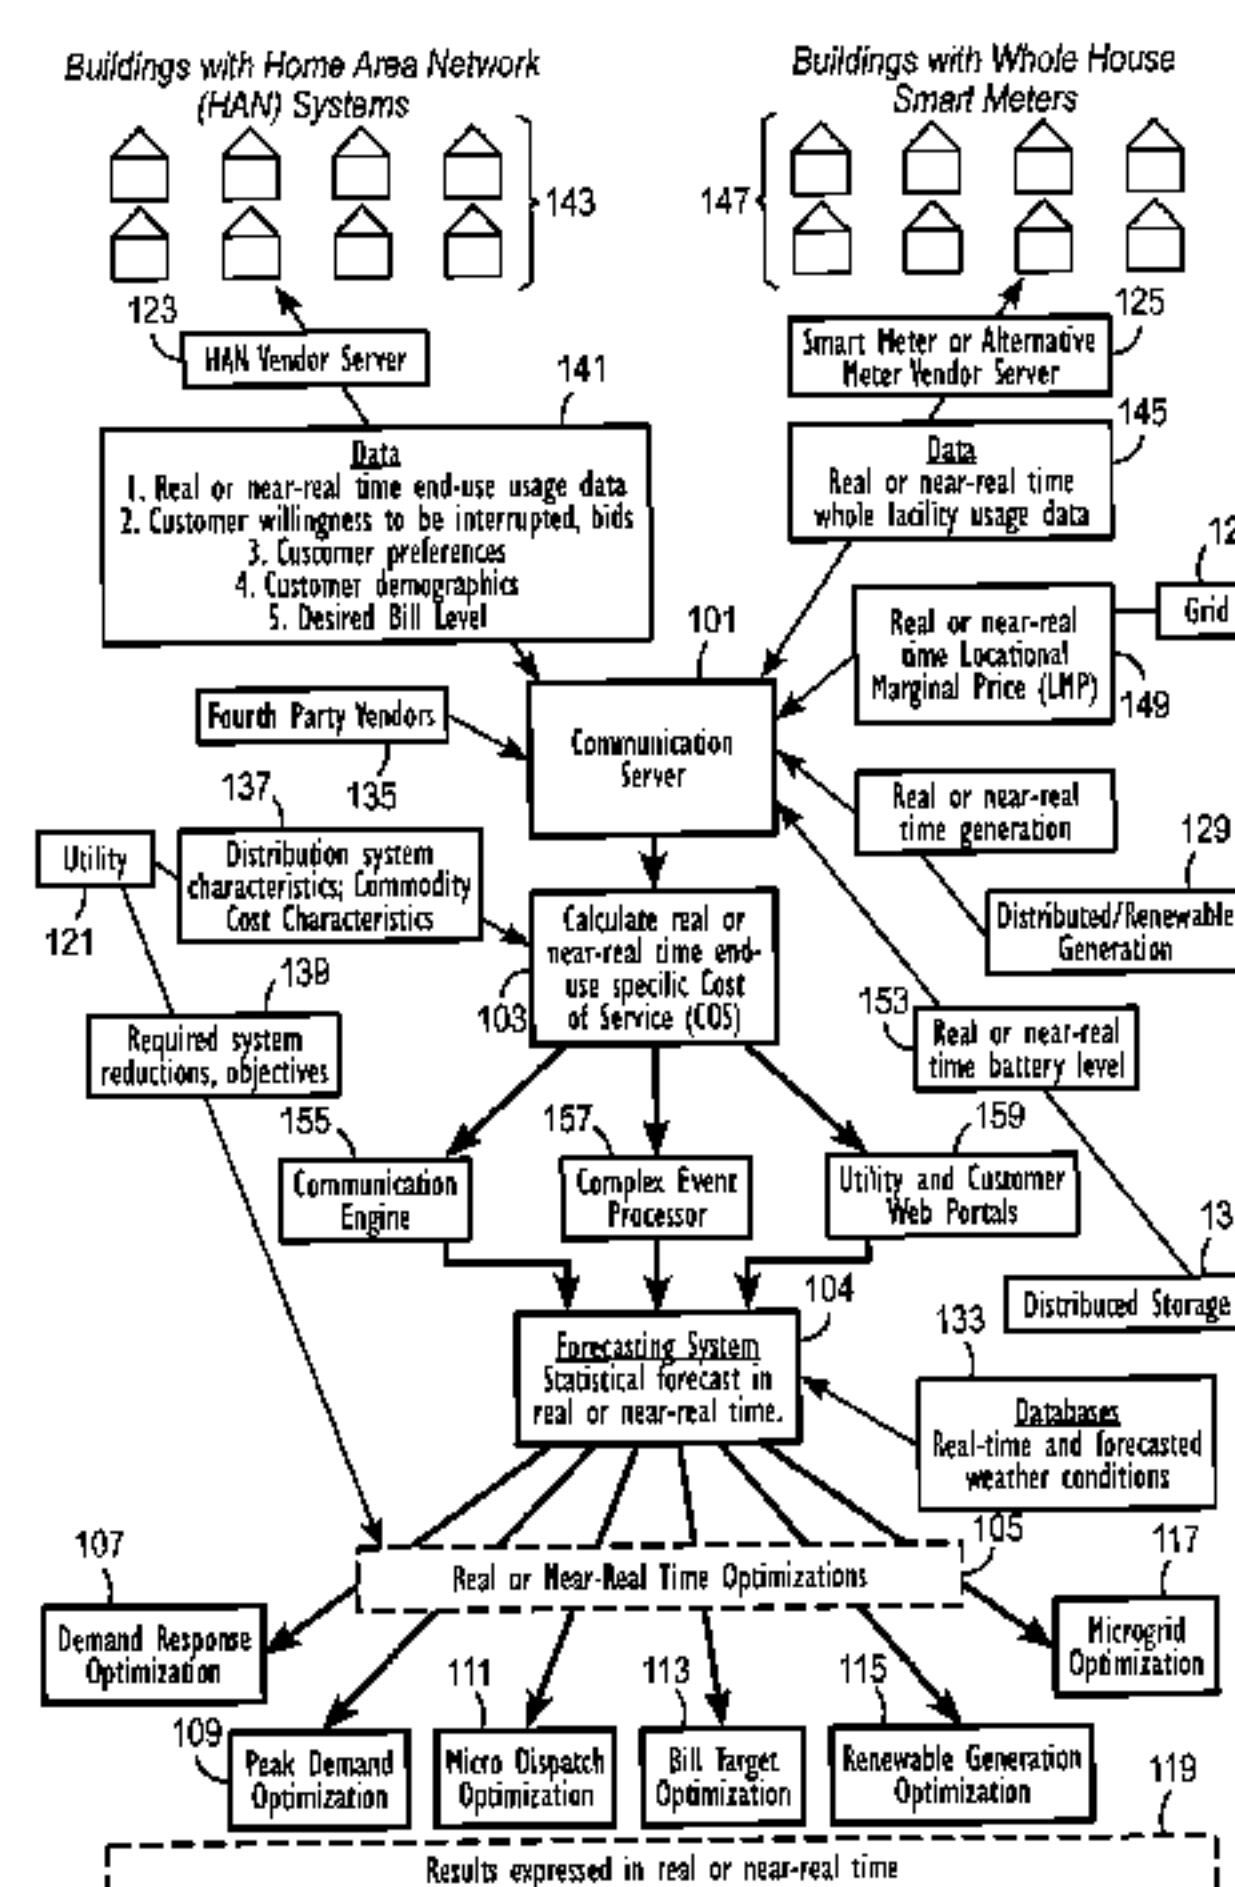 Buildings with Home Area Network
(HAN) Systems
Buildings with Whole House
Smart Meters
143
147
123
HAN Vendor Server
125
Smart Meter or Alternative
Meter Vendor Server
141
Data
1. Real or near-real time end-use usage data
2. Customer willingness to be interrupted, bids
3. Customer preferences
4. Customer demographics
5. Desired Bill Level
145
Data
Real or near-real time
whole facility usage data
12
Grid
101
Real or near-real
time Locational
Marginal Price (LMP)
149
Fourth Party Vendors
135
Communication
Server
137
Real or near-real
time generation
Utility
121
Distribution system
characteristics; Commodity
Cost Characteristics
129
Distributed/Renewable
Generation
Calculate real or
near-real time end-
use specific Cost
of Service (COS)
103
139
Required system
reductions, objectives
153
Real or near-real
time battery level
155
157
159
Communication
Engine
Complex Event
Processor
Utility and Customer
Web Portals
13
Distributed Storage
104
Forecasting System
Statistical forecast in
real or near-real time.
133
Databases
Real-time and forecasted
weather conditions
105
Real or Near-Real Time Optimizations
107
Demand Response
Optimization
117
Microgrid
Optimization
109
Peak Demand
Optimization
111
Micro Dispatch
Optimization
113
Bill Target
Optimization
115
Renewable Generation
Optimization
119
Results expressed in real or near-real time